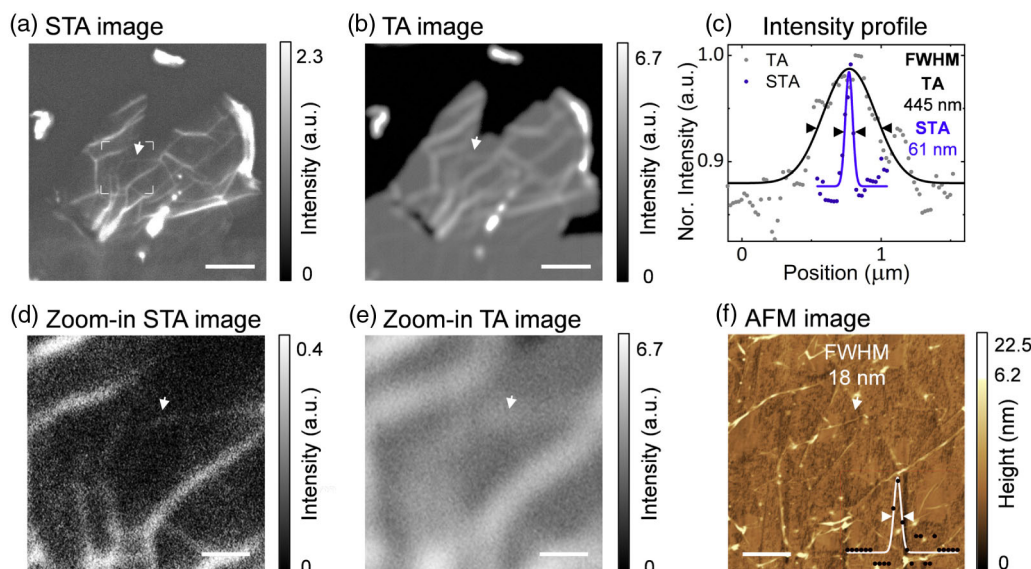 (a) STA image
2.3
Intensity (a.u.)
0
(b) TA image
6.7
Intensity (a.u.)
0
(c) Intensity profile
Nor. Intensity (a.u.)
1.0
0.9
TA
STA
FWHM
TA
445 nm
STA
61 nm
0
1
Position (μm)
(d) Zoom-in STA image
0.4
Intensity (a.u.)
0
(e) Zoom-in TA image
6.7
Intensity (a.u.)
0
(f) AFM image
FWHM
18 nm
22.5
6.2
Height (nm)
0